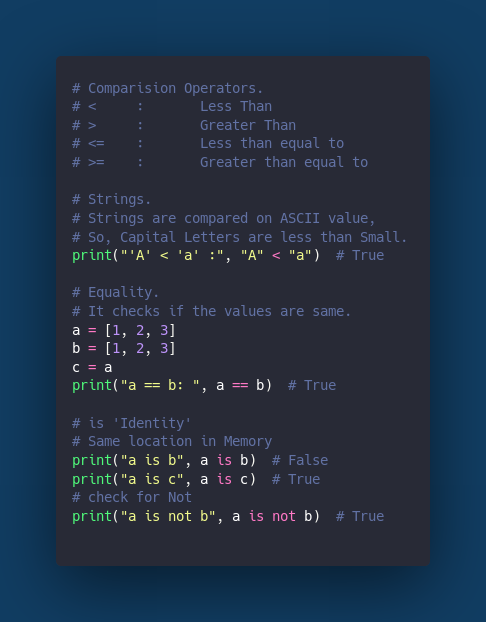 # Comparision Operators.
# <     :       Less Than
# >     :       Greater Than
# <=    :       Less than equal to
# >=    :       Greater than equal to

# Strings.
# Strings are compared on ASCII value,
# So, Capital Letters are less than Small.
print("'A' < 'a' :", "A" < "a")  # True

# Equality.
# It checks if the values are same.
a = [1, 2, 3]
b = [1, 2, 3]
c = a
print("a == b: ", a == b)  # True

# is 'Identity'
# Same location in Memory
print("a is b", a is b)  # False
print("a is c", a is c)  # True
# check for Not
print("a is not b", a is not b)  # True